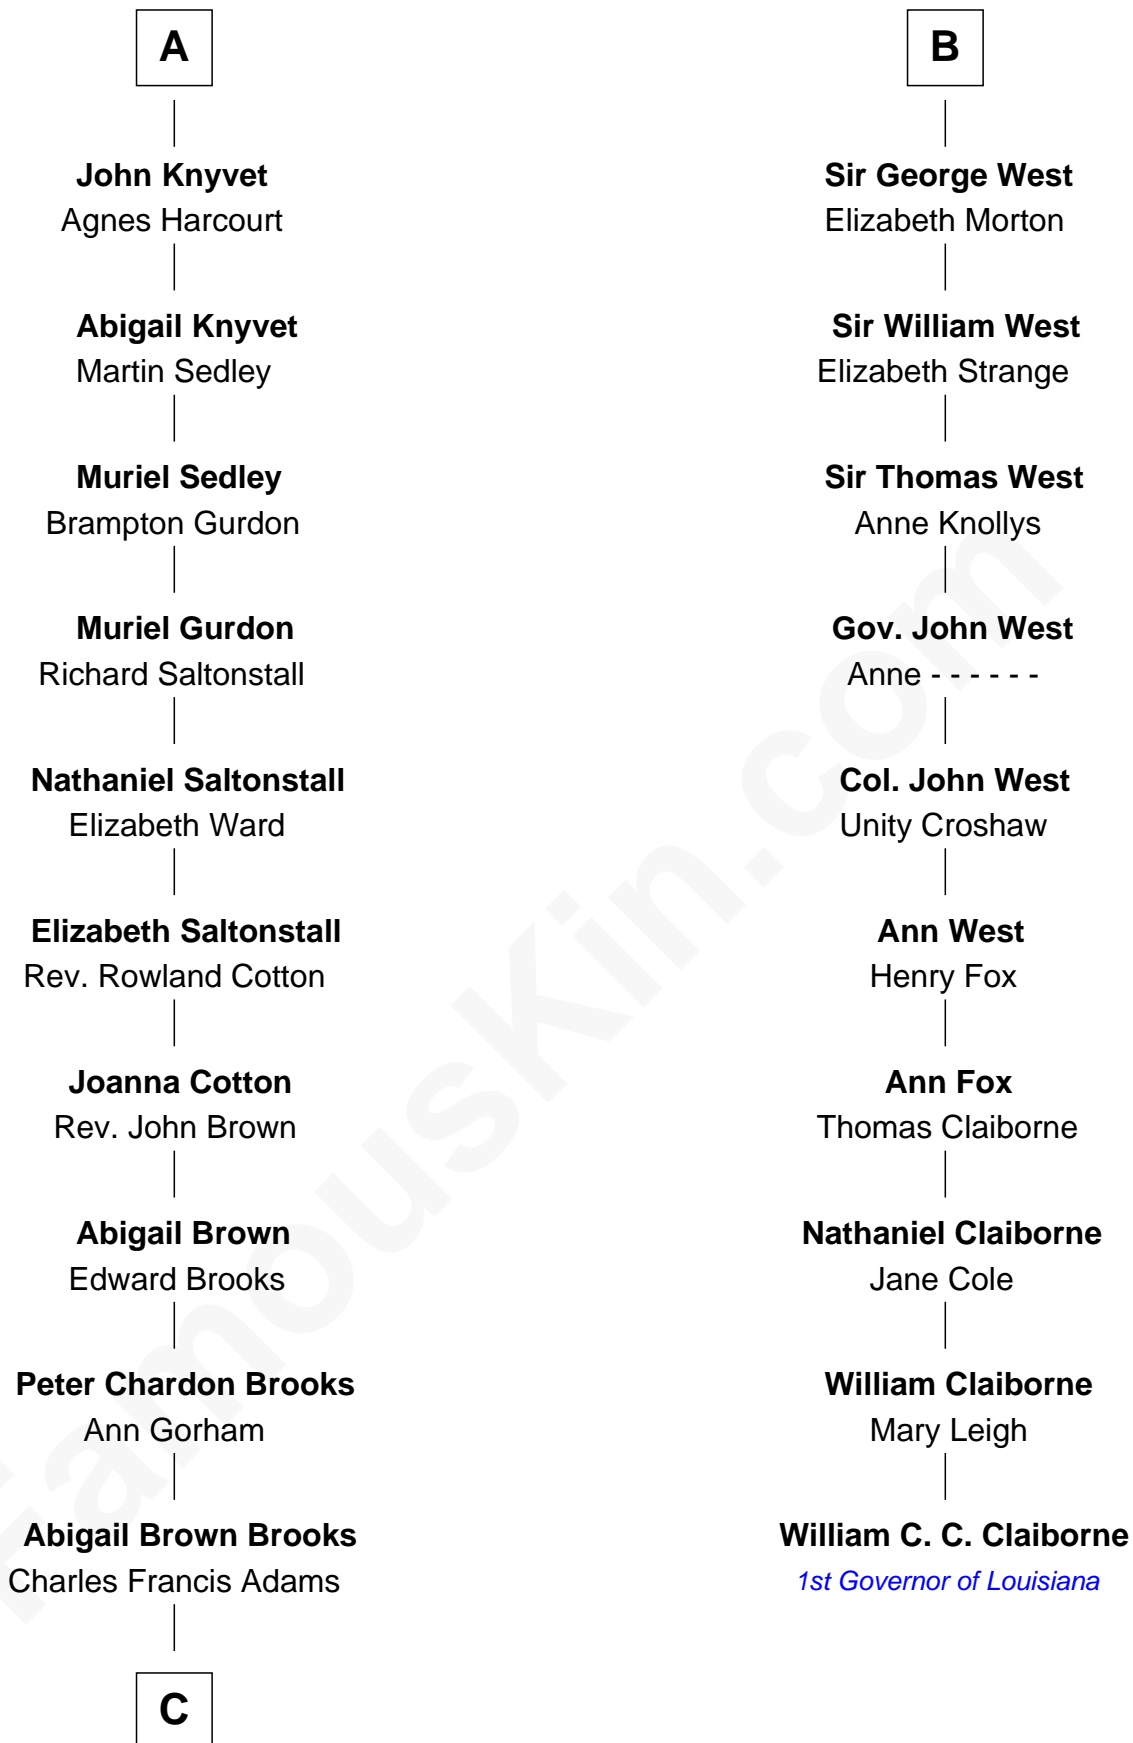 A
John Knyvet
Agnes Harcourt
Abigail Knyvet
Martin Sedley
Muriel Sedley
Brampton Gurdon
Muriel Gurdon
Richard Saltonstall
Nathaniel Saltonstall
Elizabeth Ward
Elizabeth Saltonstall
Rev. Rowland Cotton
Joanna Cotton
Rev. John Brown
Abigail Brown
Edward Brooks
Peter Chardon Brooks
Ann Gorham
Abigail Brown Brooks
Charles Francis Adams
C
B
Sir George West
Elizabeth Morton
Sir William West
Elizabeth Strange
Sir Thomas West
Anne Knollys
Gov. John West
Anne - - - - - -
Col. John West
Unity Croshaw
Ann West
Henry Fox
Ann Fox
Thomas Claiborne
Nathaniel Claiborne
Jane Cole
William Claiborne
Mary Leigh
William C. C. Claiborne
1st Governor of Louisiana
FamousKin.com